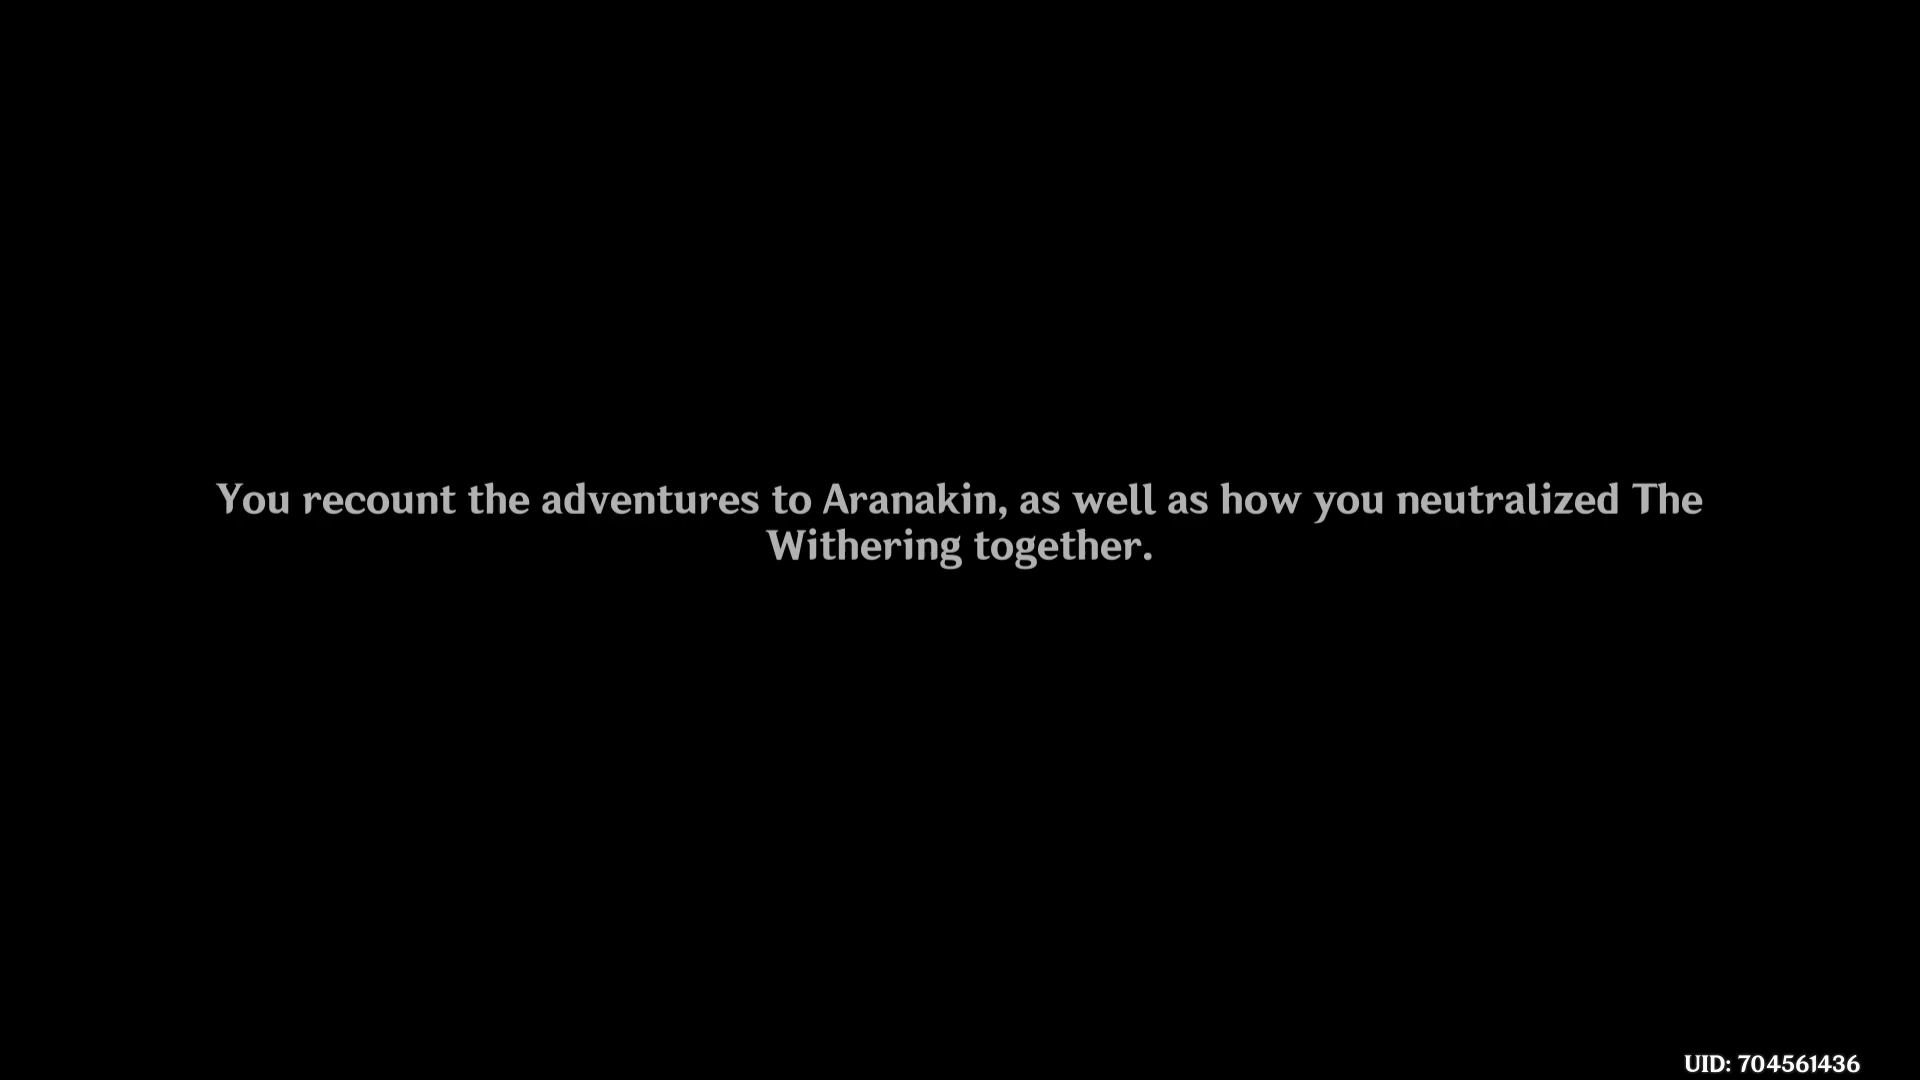 You recount the adventures to Aranakin, as well as how you neutralized The
Withering together.
UID: 704561436